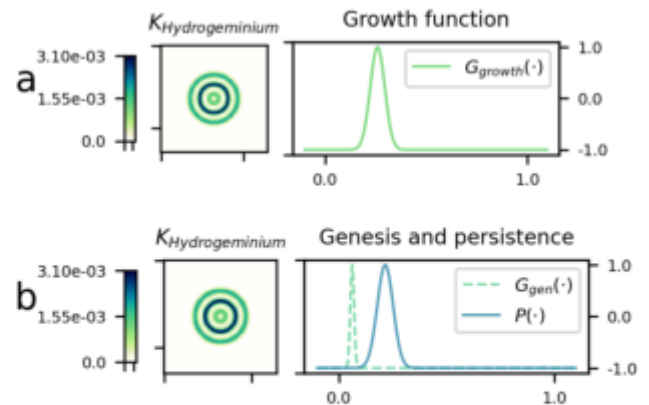 K_Hydrogeminium
Growth function
a
3.10e-03
1.55e-03
0.0
G_growth(·)
1.0
0.0
-1.0
0.0
1.0
K_Hydrogeminium
Genesis and persistence
b
3.10e-03
1.55e-03
0.0
G_gen(·)
P(·)
1.0
0.0
-1.0
0.0
1.0